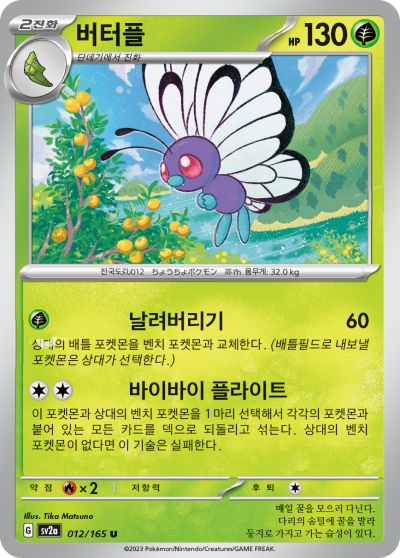 2진화 버터플 HP 130
단데기에서 진화
전국도감012 ちょうちょポケモン 高さ 몸무게: 32.0 kg
날려버리기 60
상대의 배틀 포켓몬을 벤치 포켓몬과 교체한다. (배틀필드로 내보낼
포켓몬은 상대가 선택한다.)
바이바이 플라이트
이 포켓몬과 상대의 벤치 포켓몬을 1마리 선택해서 각각의 포켓몬과
붙어 있는 모든 카드를 덱으로 되돌리고 섞는다. 상대의 벤치
포켓몬이 없다면 이 기술은 실패한다.
약점 ×2 저항력 후퇴
Illus. Tika Matsuno
G sv2a 012/165 U
매일 꿀을 모으러 다닌다.
다리의 솜털에 꿀을 발라
둥지로 가지고 가는 습성이 있다.
©2023 Pokémon/Nintendo/Creatures/GAME FREAK.